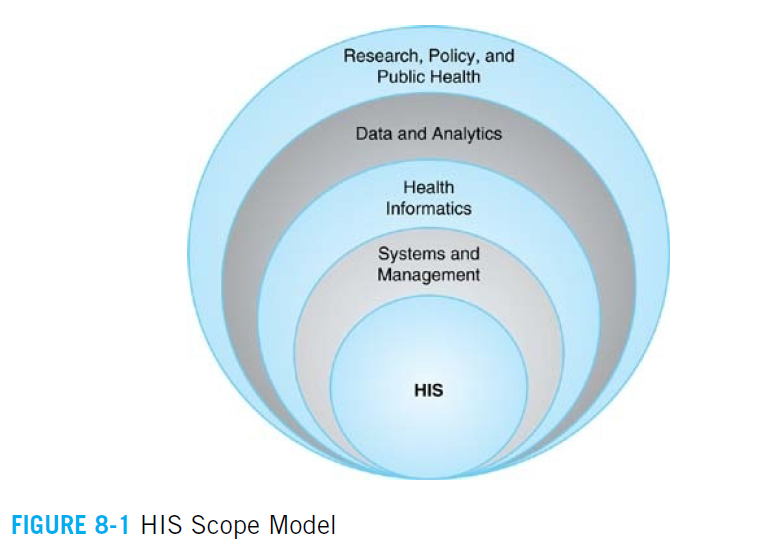 Research, Policy, and
Public Health
Data and Analytics
Health
Informatics
Systems and
Management
HIS
FIGURE 8-1 HIS Scope Model